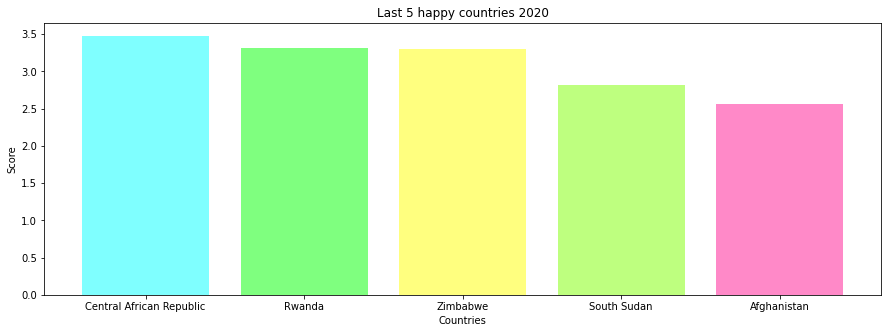 Last 5 happy countries 2020
Score
3.5
3.0
2.5
2.0
1.5
1.0
0.5
0.0
Central African Republic Rwanda Zimbabwe South Sudan Afghanistan
Countries